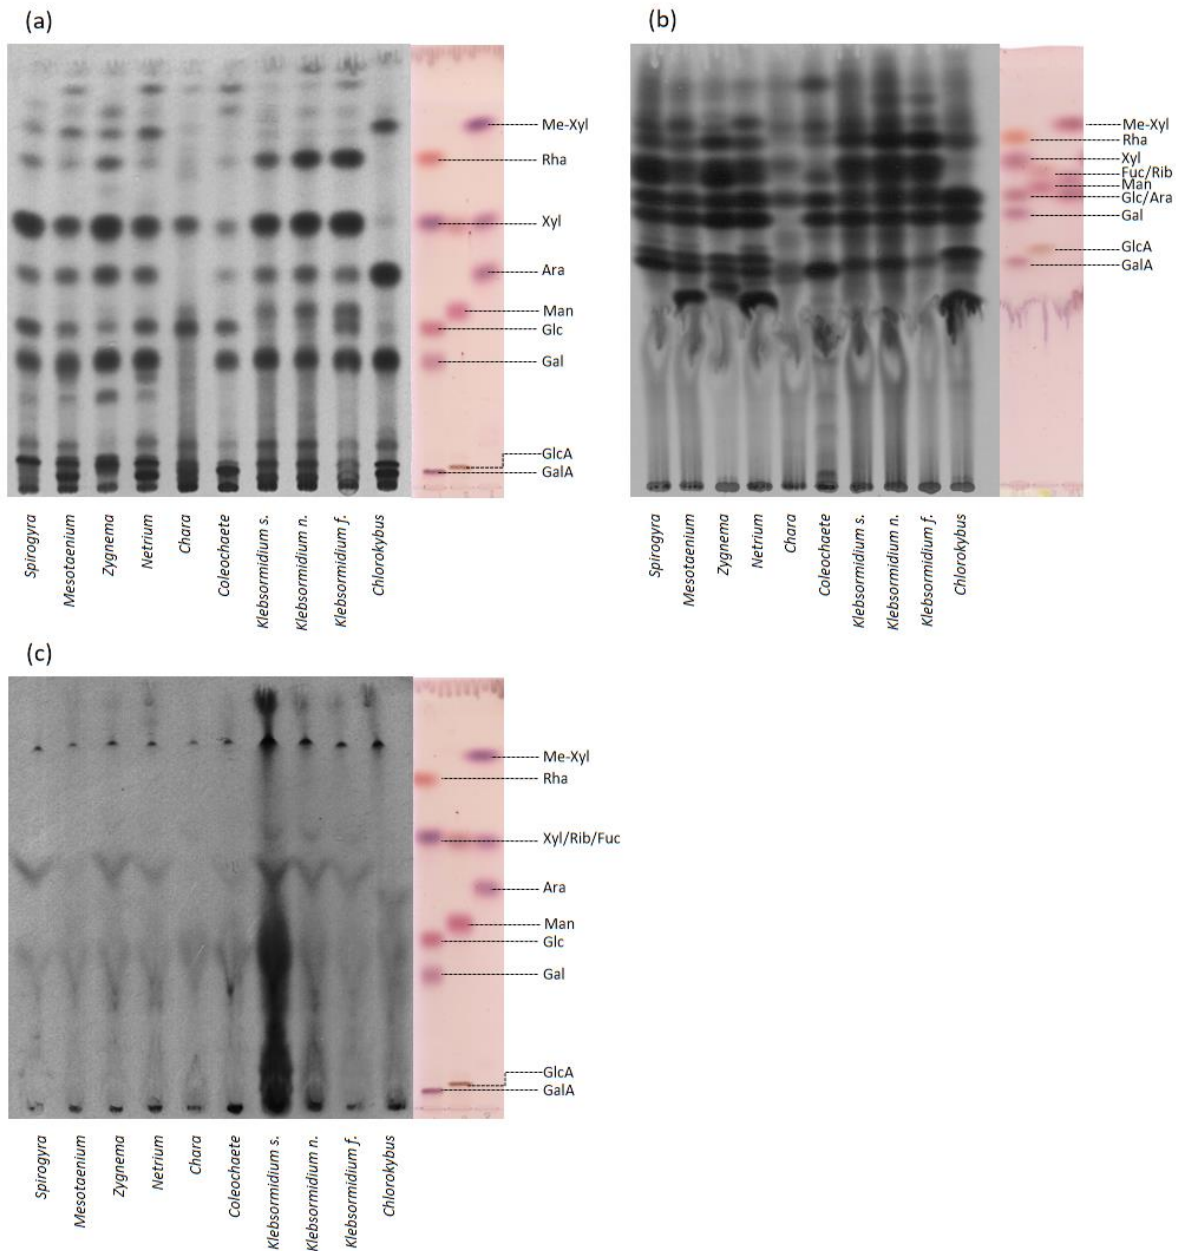 (a)
Me-Xyl
Rha
Xyl
Ara
Man
Glc
Gal
GlcA
GalA
Spirogyra
Mesotaenium
Zygnema
Netrium
Chara
Coleochaete
Klebsormidium s.
Klebsormidium n.
Klebsormidium f.
Chlorokybus
(b)
Me-Xyl
Rha
Xyl
Fuc/Rib
Man
Glc/Ara
Gal
GlcA
GalA
Spirogyra
Mesotaenium
Zygnema
Netrium
Chara
Coleochaete
Klebsormidium s.
Klebsormidium n.
Klebsormidium f.
Chlorokybus
(c)
Me-Xyl
Rha
Xyl/Rib/Fuc
Ara
Man
Glc
Gal
GlcA
GalA
Spirogyra
Mesotaenium
Zygnema
Netrium
Chara
Coleochaete
Klebsormidium s.
Klebsormidium n.
Klebsormidium f.
Chlorokybus